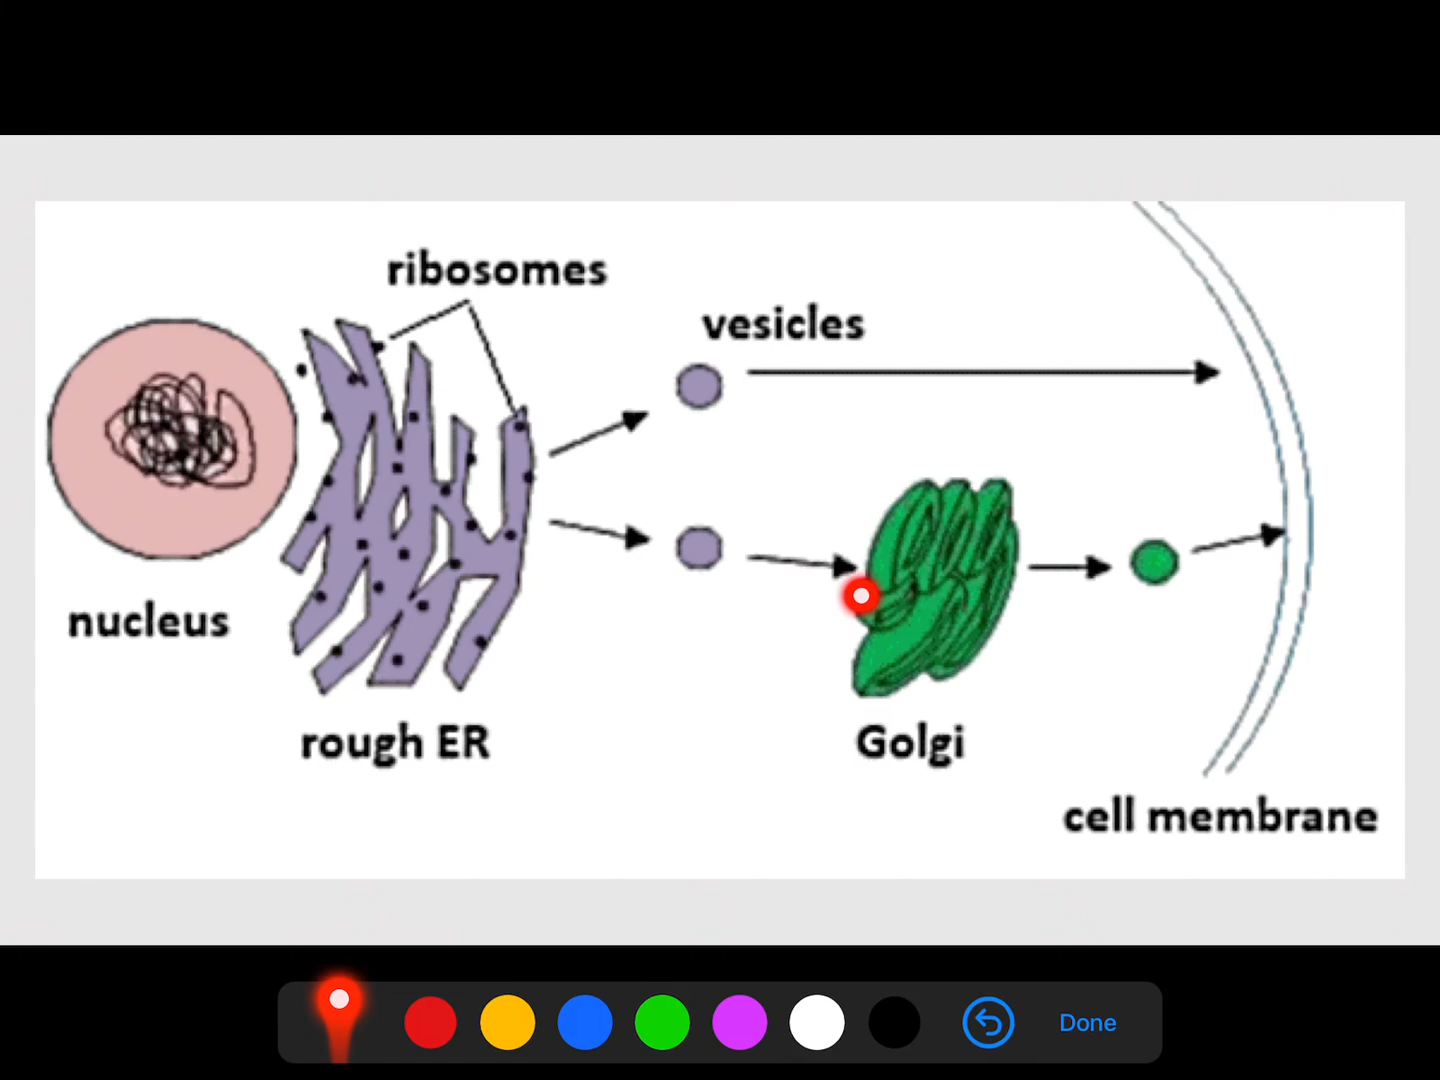 ribosomes
vesicles
nucleus
rough ER
Golgi
cell membrane
Done